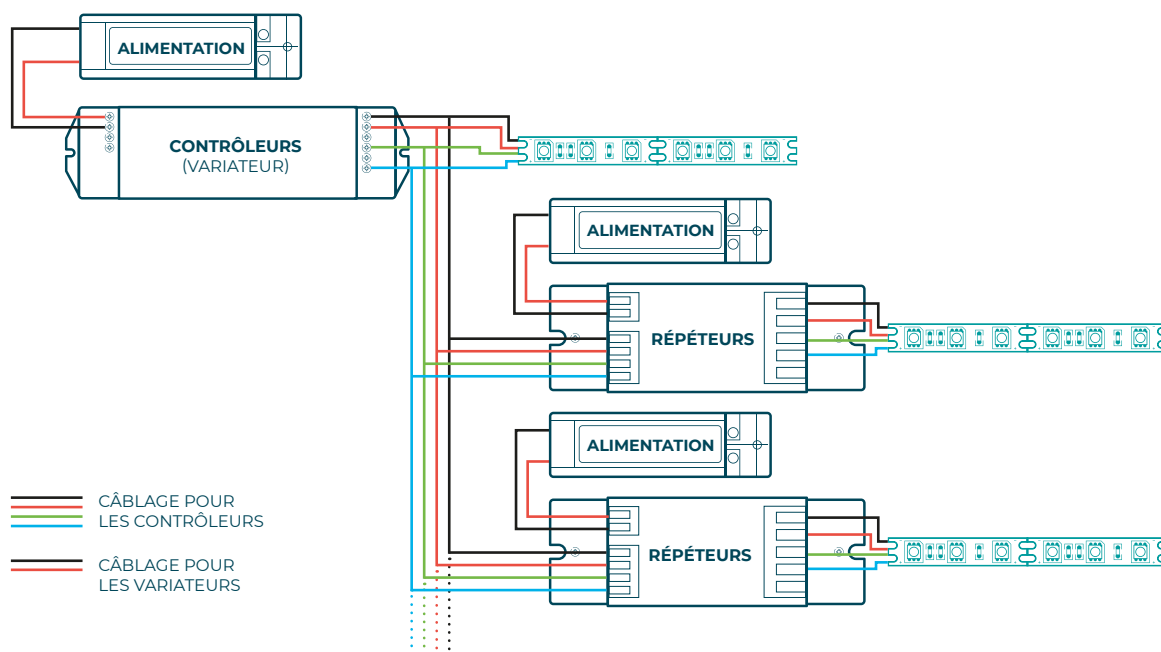 ALIMENTATION
CONTRÔLEURS
(VARIATEUR)
ALIMENTATION
RÉPÉTEURS
ALIMENTATION
RÉPÉTEURS
CÂBLAGE POUR
LES CONTRÔLEURS
CÂBLAGE POUR
LES VARIATEURS